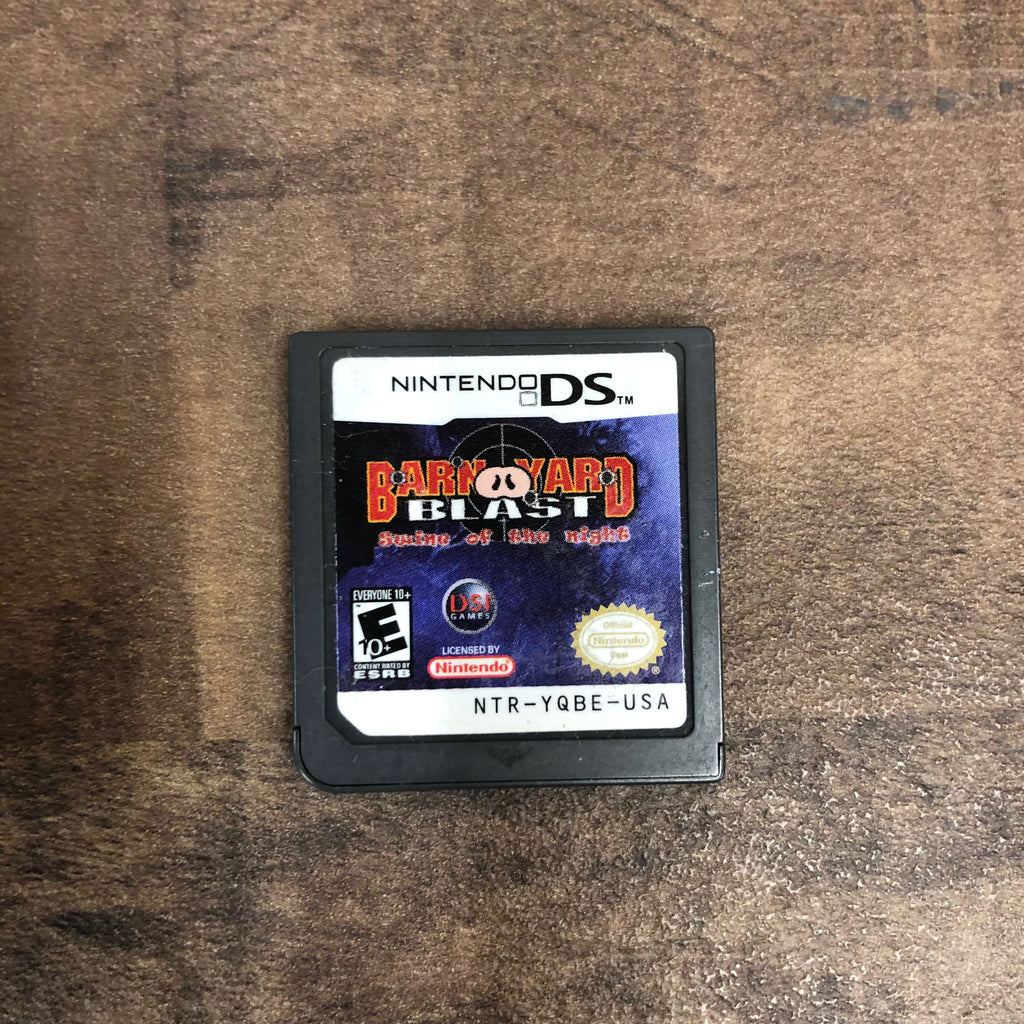 NINTENDO DS™
BARNYARD
BLAST
Swine of the night
EVERYONE 10+
™
E
10+
CONTENT RATED BY
ESRB
DSI
GAMES
LICENSED BY
Nintendo®
Official
Nintendo
Seal
®
NTR-YQBE-USA